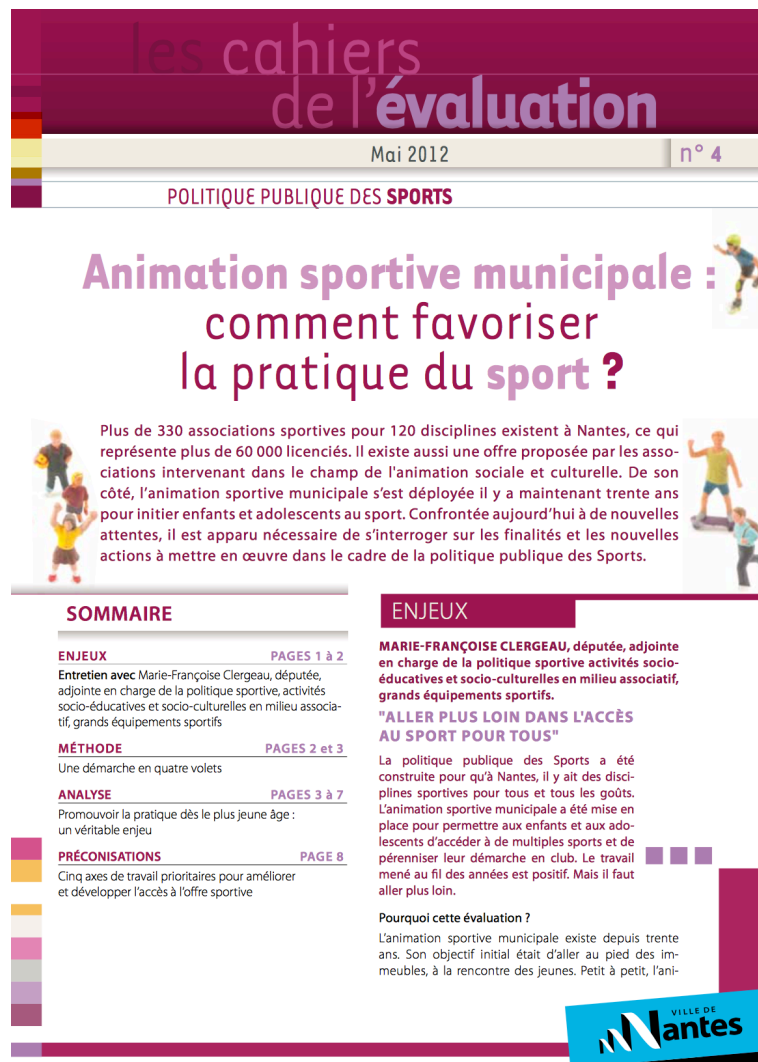 les cahiers
de l'évaluation
Mai 2012
n° 4
POLITIQUE PUBLIQUE DES SPORTS
Animation sportive municipale :
comment favoriser
la pratique du sport ?
Plus de 330 associations sportives pour 120 disciplines existent à Nantes, ce qui
représente plus de 60 000 licenciés. Il existe aussi une offre proposée par les asso-
ciations intervenant dans le champ de l'animation sociale et culturelle. De son
côté, l'animation sportive municipale s'est déployée il y a maintenant trente ans
pour initier enfants et adolescents au sport. Confrontée aujourd'hui à de nouvelles
attentes, il est apparu nécessaire de s'interroger sur les finalités et les nouvelles
actions à mettre en œuvre dans le cadre de la politique publique des Sports.
SOMMAIRE
ENJEUX PAGES 1 à 2
Entretien avec Marie-Françoise Clergeau, députée,
adjointe en charge de la politique sportive, activités
socio-éducatives et socio-culturelles en milieu associa-
tif, grands équipements sportifs
MÉTHODE PAGES 2 et 3
Une démarche en quatre volets
ANALYSE PAGES 3 à 7
Promouvoir la pratique dès le plus jeune âge :
un véritable enjeu
PRÉCONISATIONS PAGE 8
Cinq axes de travail prioritaires pour améliorer
et développer l'accès à l'offre sportive
ENJEUX
MARIE-FRANÇOISE CLERGEAU, députée, adjointe
en charge de la politique sportive activités socio-
éducatives et socio-culturelles en milieu associatif,
grands équipements sportifs.
"ALLER PLUS LOIN DANS L'ACCÈS
AU SPORT POUR TOUS"
La politique publique des Sports a été
construite pour qu'à Nantes, il y ait des disci-
plines sportives pour tous et tous les goûts.
L'animation sportive municipale a été mise en
place pour permettre aux enfants et aux ado-
lescents d'accéder à de multiples sports et de
pérenniser leur démarche en club. Le travail
mené au fil des années est positif. Mais il faut
aller plus loin.
Pourquoi cette évaluation ?
L'animation sportive municipale existe depuis trente
ans. Son objectif initial était d'aller au pied des im-
meubles, à la rencontre des jeunes. Petit à petit, l'ani-
VILLE DE
Nantes